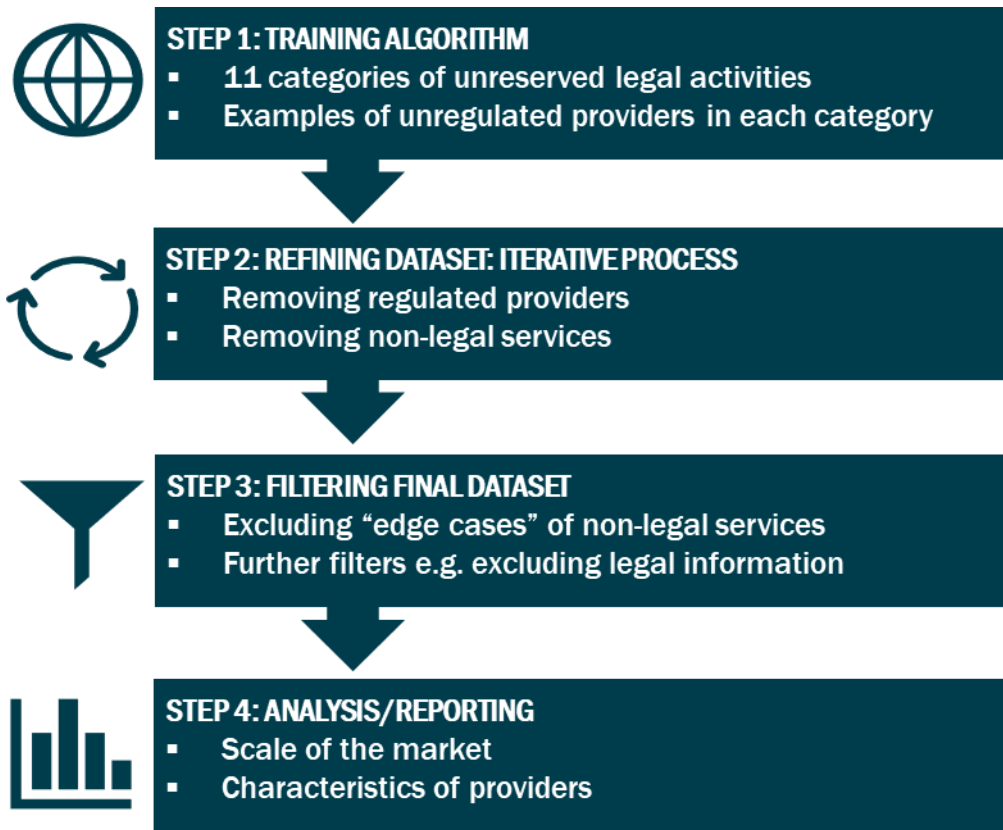 STEP 1: TRAINING ALGORITHM
▪ 11 categories of unreserved legal activities
▪ Examples of unregulated providers in each category
STEP 2: REFINING DATASET: ITERATIVE PROCESS
▪ Removing regulated providers
▪ Removing non-legal services
STEP 3: FILTERING FINAL DATASET
▪ Excluding “edge cases” of non-legal services
▪ Further filters e.g. excluding legal information
STEP 4: ANALYSIS/REPORTING
▪ Scale of the market
▪ Characteristics of providers